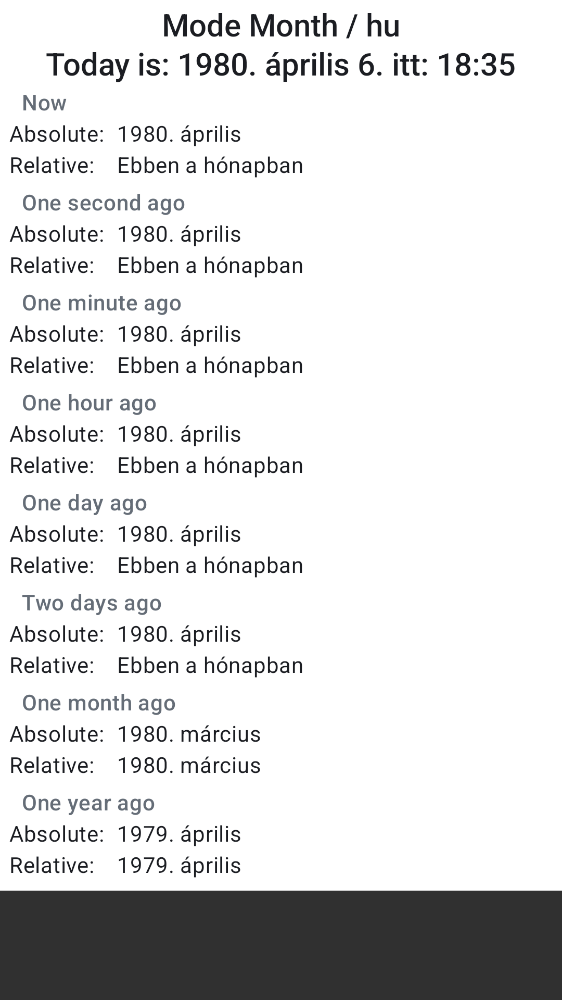 Mode Month / hu
Today is: 1980. április 6. itt: 18:35
Now
Absolute: 1980. április
Relative: Ebben a hónapban
One second ago
Absolute: 1980. április
Relative: Ebben a hónapban
One minute ago
Absolute: 1980. április
Relative: Ebben a hónapban
One hour ago
Absolute: 1980. április
Relative: Ebben a hónapban
One day ago
Absolute: 1980. április
Relative: Ebben a hónapban
Two days ago
Absolute: 1980. április
Relative: Ebben a hónapban
One month ago
Absolute: 1980. március
Relative: 1980. március
One year ago
Absolute: 1979. április
Relative: 1979. április